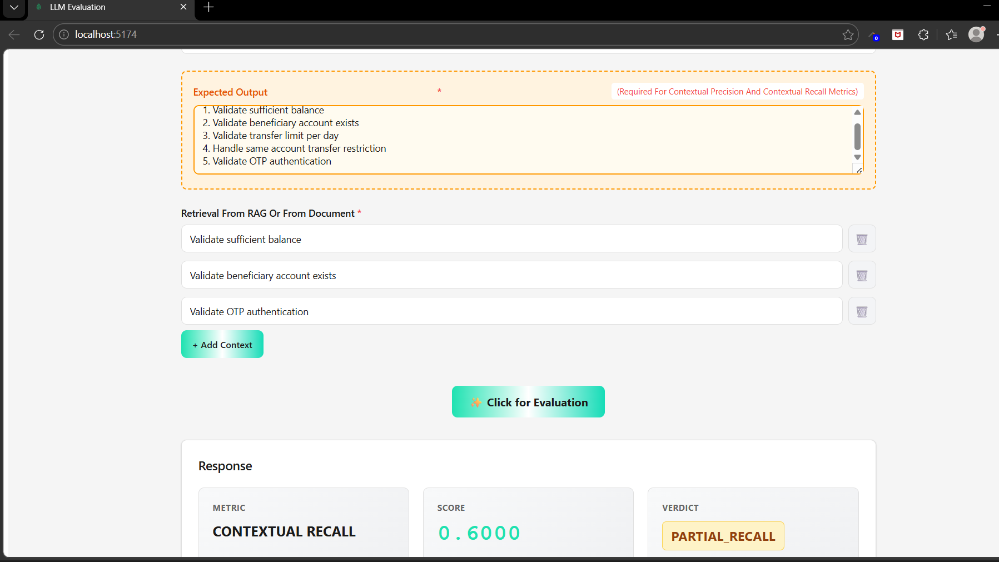 LLM Evaluation
localhost:5174
0
Expected Output *
(Required For Contextual Precision And Contextual Recall Metrics)
1. Validate sufficient balance
2. Validate beneficiary account exists
3. Validate transfer limit per day
4. Handle same account transfer restriction
5. Validate OTP authentication
Retrieval From RAG Or From Document *
Validate sufficient balance
Validate beneficiary account exists
Validate OTP authentication
+ Add Context
✨ Click for Evaluation
Response
METRIC
CONTEXTUAL RECALL
SCORE
0.6000
VERDICT
PARTIAL_RECALL